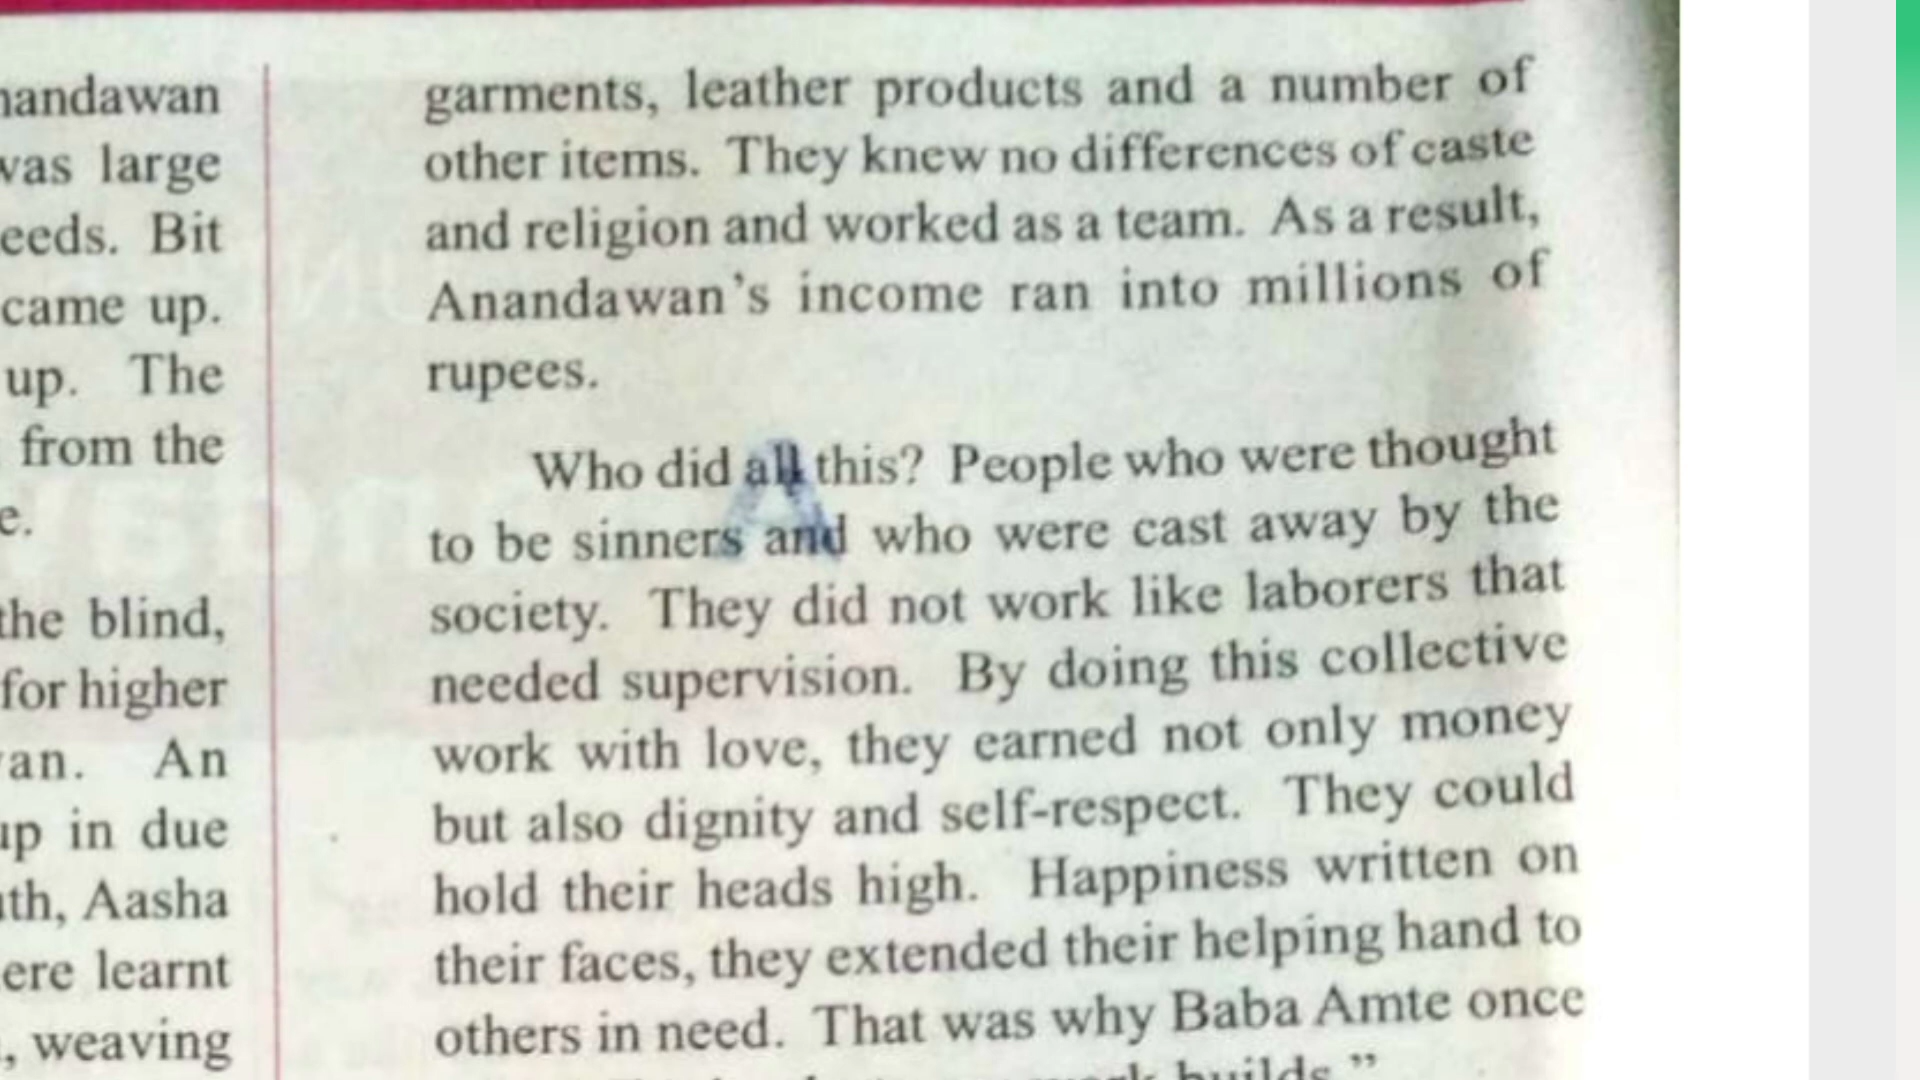 was large
Bit
came up.
up. The
from the
the blind,
for higher
An
in due
Aasha
learnt
weaving
garments, leather products and a number of
other items. They knew no differences of caste
and religion and worked as a team. As a result,
Anandawan's income ran into millions of
rupees.
Who did all this? People who were thought
to be sinners and who were cast away by the
society. They did not work like laborers that
needed supervision. By doing this collective
work with love, they earned not only money
but also dignity and self-respect. They could
hold their heads high. Happiness written on
their faces, they extended their helping hand to
others in need. That was why Baba Amte once
builds."
A